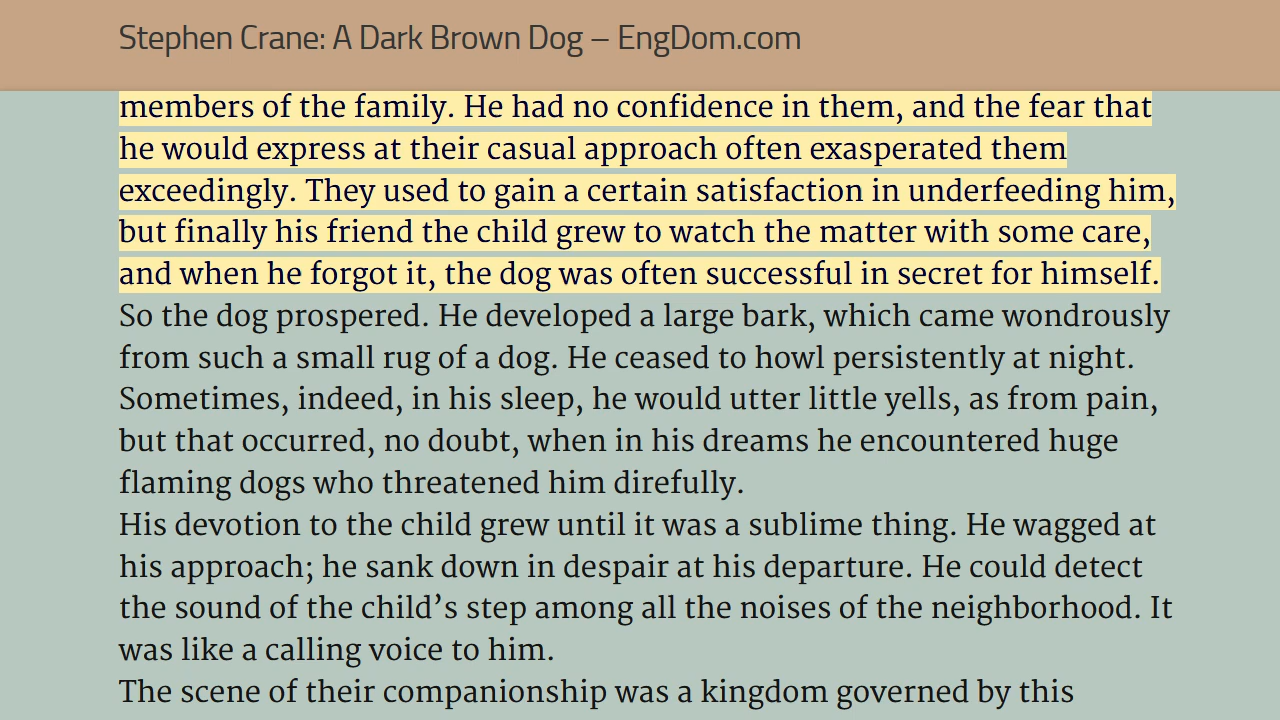 Stephen Crane: A Dark Brown Dog – EngDom.com
members of the family. He had no confidence in them, and the fear that
he would express at their casual approach often exasperated them
exceedingly. They used to gain a certain satisfaction in underfeeding him,
but finally his friend the child grew to watch the matter with some care,
and when he forgot it, the dog was often successful in secret for himself.
So the dog prospered. He developed a large bark, which came wondrously
from such a small rug of a dog. He ceased to howl persistently at night.
Sometimes, indeed, in his sleep, he would utter little yells, as from pain,
but that occurred, no doubt, when in his dreams he encountered huge
flaming dogs who threatened him direfully.
His devotion to the child grew until it was a sublime thing. He wagged at
his approach; he sank down in despair at his departure. He could detect
the sound of the child’s step among all the noises of the neighborhood. It
was like a calling voice to him.
The scene of their companionship was a kingdom governed by this